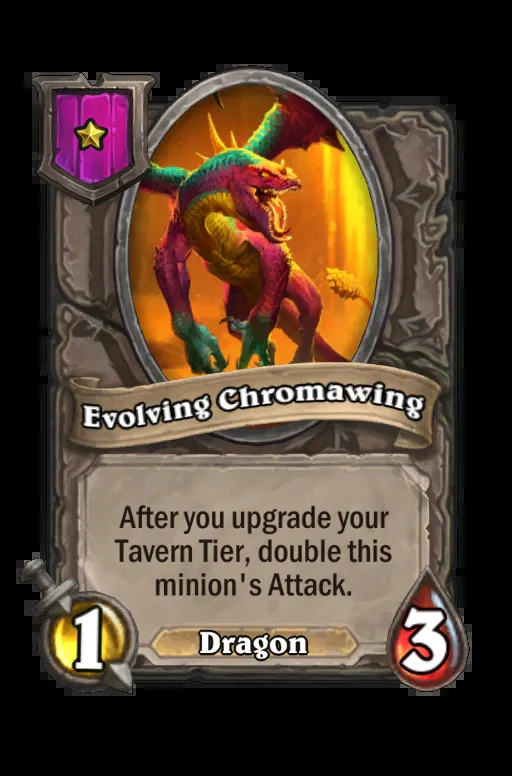 Evolving Chromawing
After you upgrade your
Tavern Tier, double this
minion's Attack.
1
Dragon
3